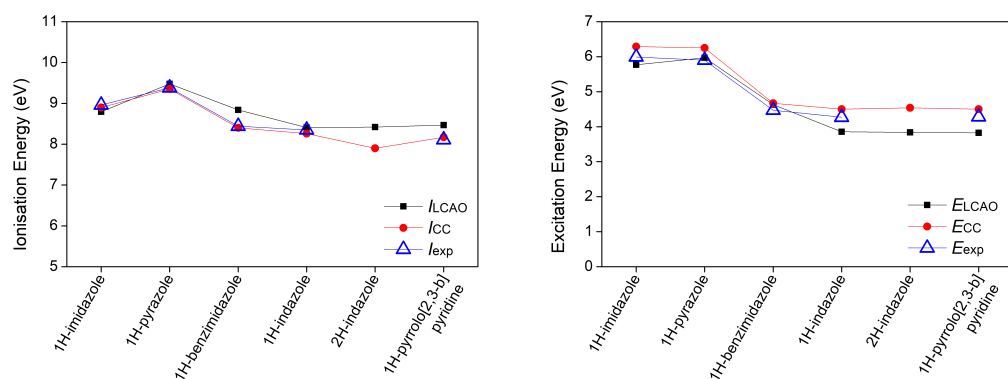 11
10
9
8
7
6
5
Ionisation Energy (eV)
ILCAO
ICC
Iexp
1H-imidazole
1H-pyrazole
1H-benzimidazole
1H-indazole
2H-indazole
1H-pyrrolo[2,3-b]
pyridine
7
6
5
4
3
2
1
0
Excitation Energy (eV)
ELCAO
ECC
Eexp
1H-imidazole
1H-pyrazole
1H-benzimidazole
1H-indazole
2H-indazole
1H-pyrrolo[2,3-b]
pyridine